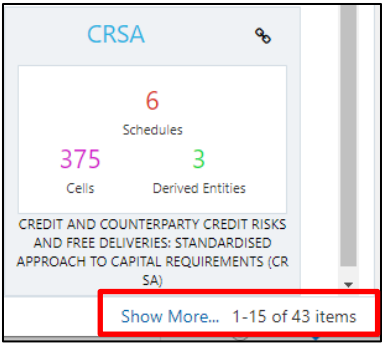 CRSA
6
Schedules
375 3
Cells Derived Entities
CREDIT AND COUNTERPARTY CREDIT RISKS
AND FREE DELIVERIES: STANDARDISED
APPROACH TO CAPITAL REQUIREMENTS (CR
SA)
Show More... 1-15 of 43 items